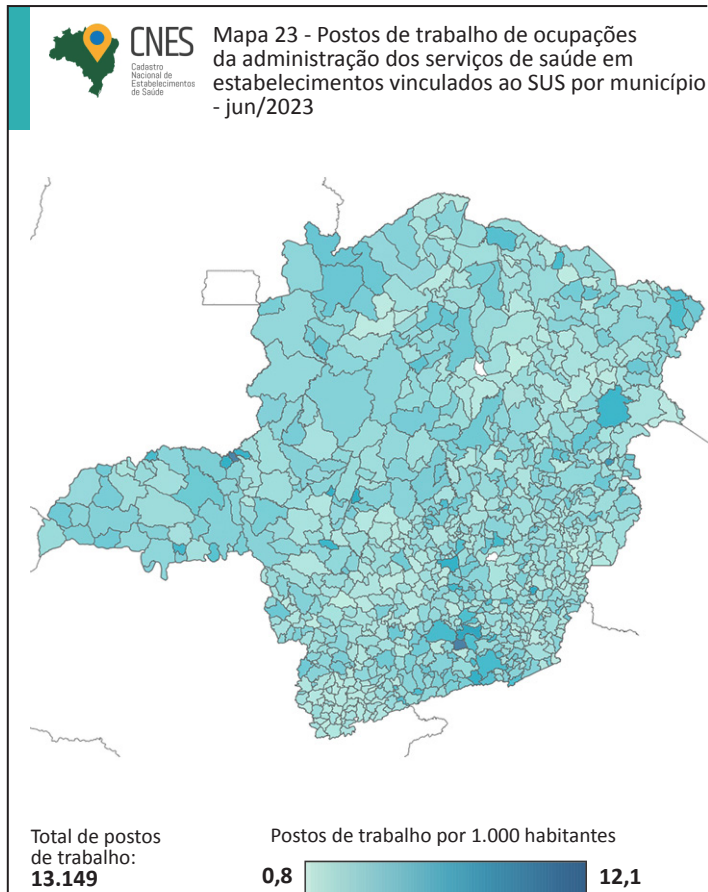 CNES
Cadastro
Nacional de
Estabelecimentos
de Saúde
Mapa 23 - Postos de trabalho de ocupações
da administração dos serviços de saúde em
estabelecimentos vinculados ao SUS por município
- jun/2023
Total de postos
de trabalho:
13.149
Postos de trabalho por 1.000 habitantes
0,8
12,1